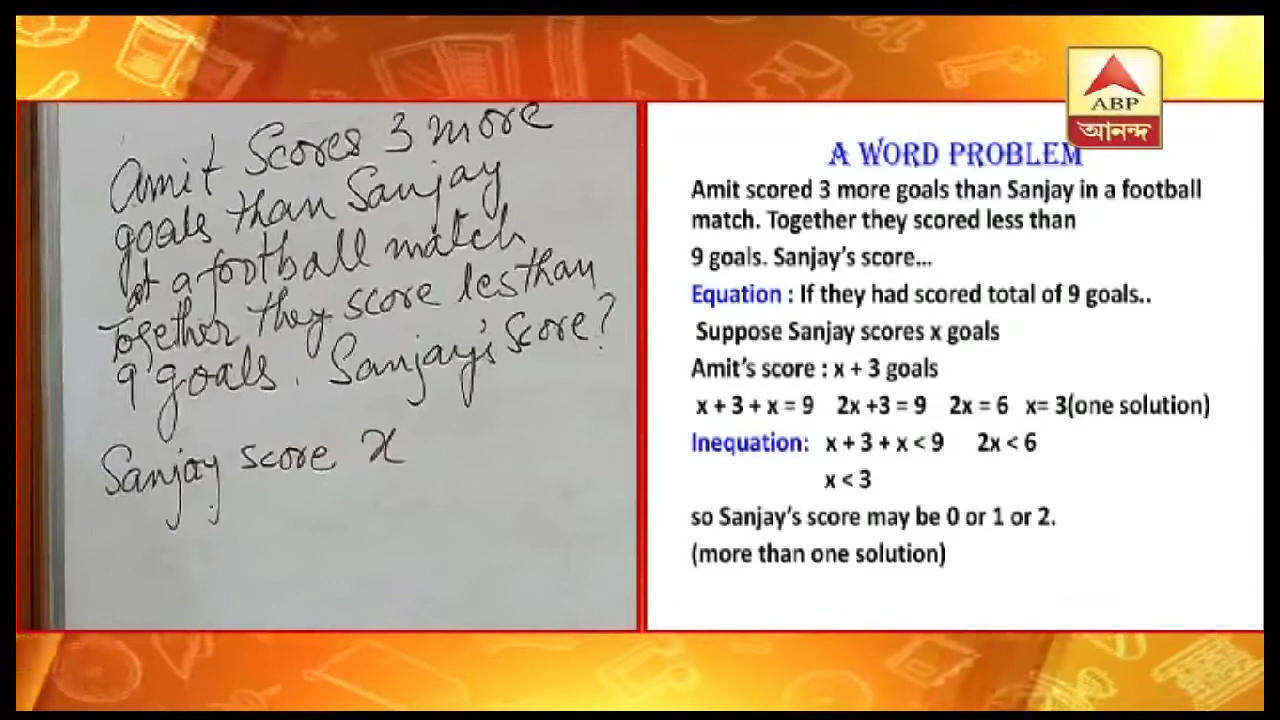 Amit Scores 3 more
goals than Sanjay
at a football match
Together they score les than
9 goals. Sanjay's Score?
Sanjay score x
ABP
আনন্দ
A WORD PROBLEM
Amit scored 3 more goals than Sanjay in a football
match. Together they scored less than
9 goals. Sanjay's score...
Equation : If they had scored total of 9 goals..
Suppose Sanjay scores x goals
Amit's score : x + 3 goals
x + 3 + x = 9 2x +3 = 9 2x = 6 x= 3(one solution)
Inequation: x + 3 + x < 9 2x < 6
x < 3
so Sanjay's score may be 0 or 1 or 2.
(more than one solution)